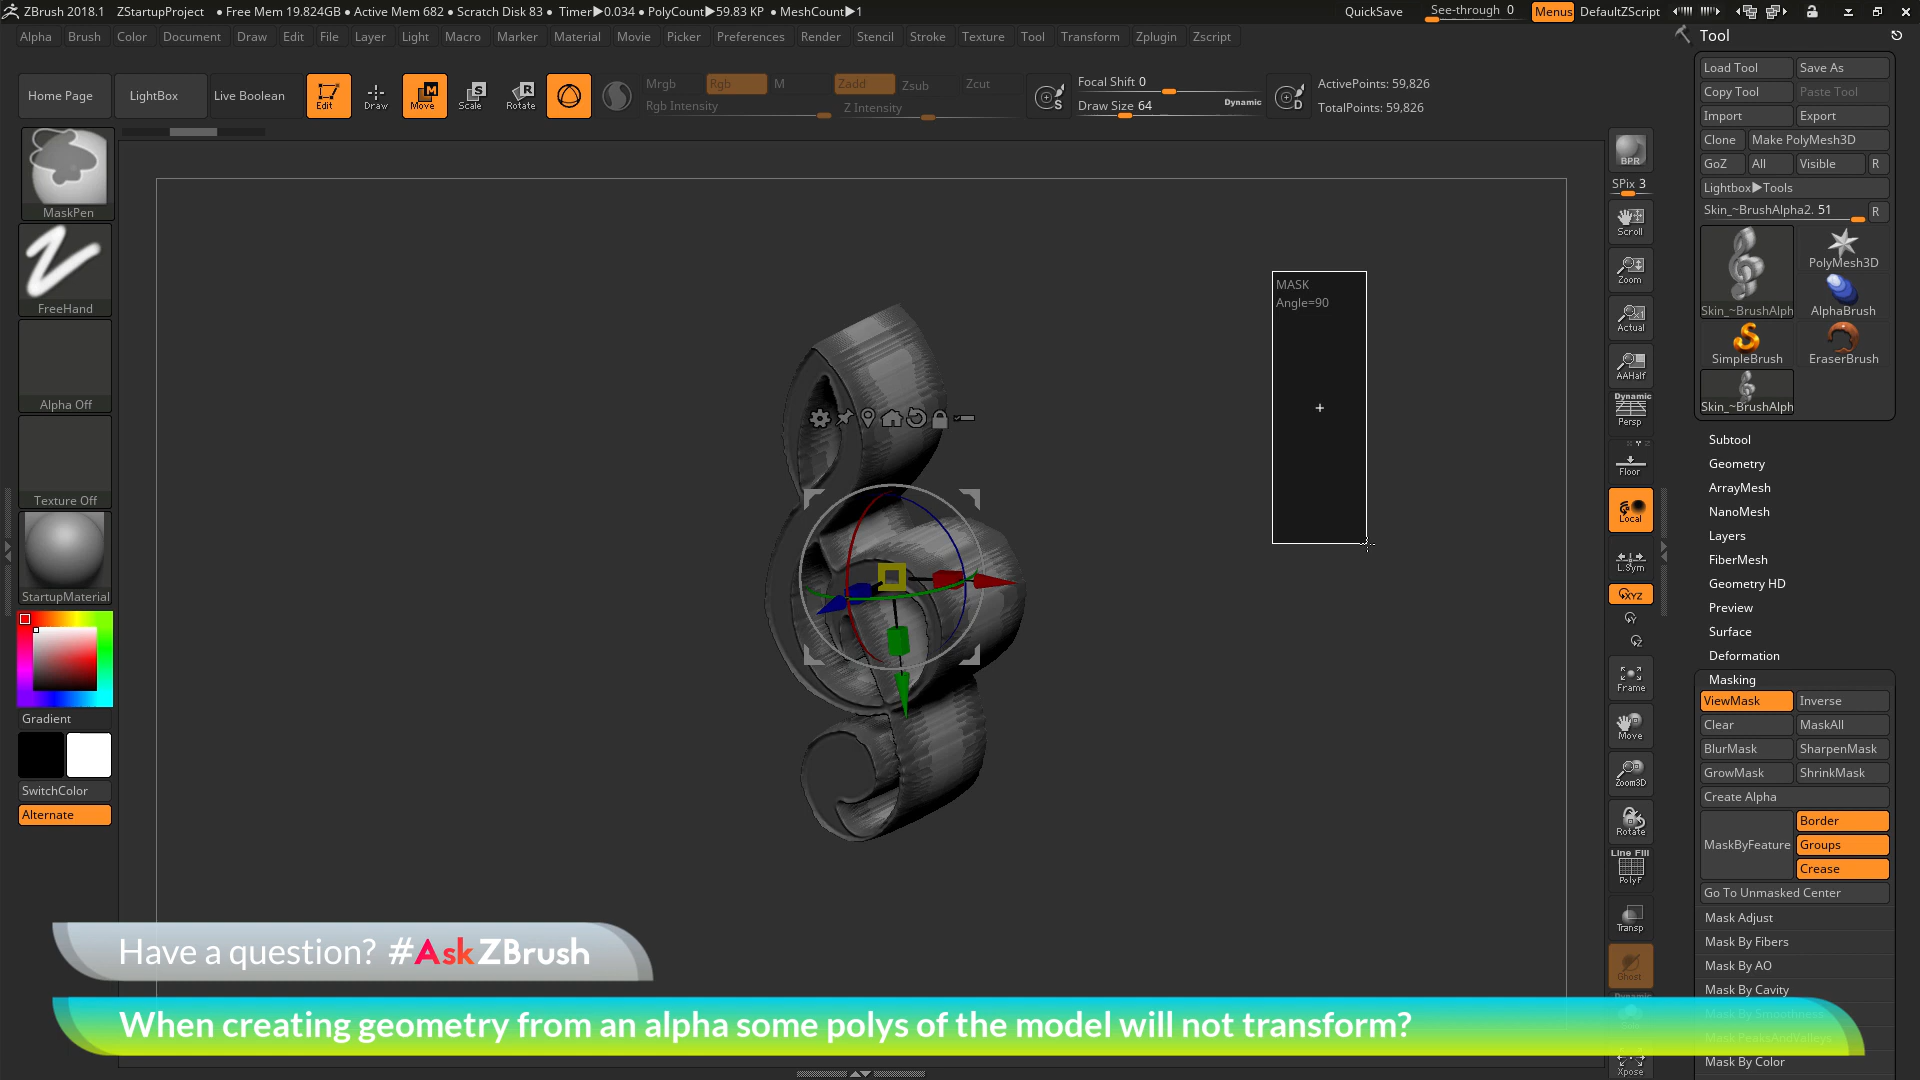 ZBrush 2018.1 ZStartupProject • Free Mem 19.824GB • Active Mem 682 • Scratch Disk 83 • Timer▶0.034 • PolyCount▶59.83 KP • MeshCount▶1 QuickSave See-through 0 Menus DefaultZScript
Alpha Brush Color Document Draw Edit File Layer Light Macro Marker Material Movie Picker Preferences Render Stencil Stroke Texture Tool Transform Zplugin Zscript
Tool
Home Page LightBox Live Boolean Edit Draw Move Scale Rotate
Mrgb Rgb M Zadd Zsub Zcut
Rgb Intensity Z Intensity
Focal Shift 0
Draw Size 64 Dynamic
ActivePoints: 59,826
TotalPoints: 59,826
MaskPen
FreeHand
Alpha Off
Texture Off
StartupMaterial
Gradient
SwitchColor
Alternate
MASK
Angle=90
BPR
SPix 3
Scroll
Zoom
Actual
AAHalf
Dynamic
Persp
Floor
Local
L.Sym
XYZ
Y
Z
Frame
Move
Zoom3D
Rotate
Line Fill
PolyF
Transp
Ghost
Dynamic
Xpose
Load Tool Save As
Copy Tool Paste Tool
Import Export
Clone Make PolyMesh3D
GoZ All Visible R
Lightbox▶Tools
Skin_~BrushAlpha2. 51 R
Skin_~BrushAlph PolyMesh3D
AlphaBrush
SimpleBrush EraserBrush
Skin_~BrushAlph
Subtool
Geometry
ArrayMesh
NanoMesh
Layers
FiberMesh
Geometry HD
Preview
Surface
Deformation
Masking
ViewMask Inverse
Clear MaskAll
BlurMask SharpenMask
GrowMask ShrinkMask
Create Alpha
MaskByFeature Border
Groups
Crease
Go To Unmasked Center
Mask Adjust
Mask By Fibers
Mask By AO
Mask By Cavity
Mask By Smoothness
Mask PeaksAndValleys
Mask By Color
Have a question? #AskZBrush
When creating geometry from an alpha some polys of the model will not transform?